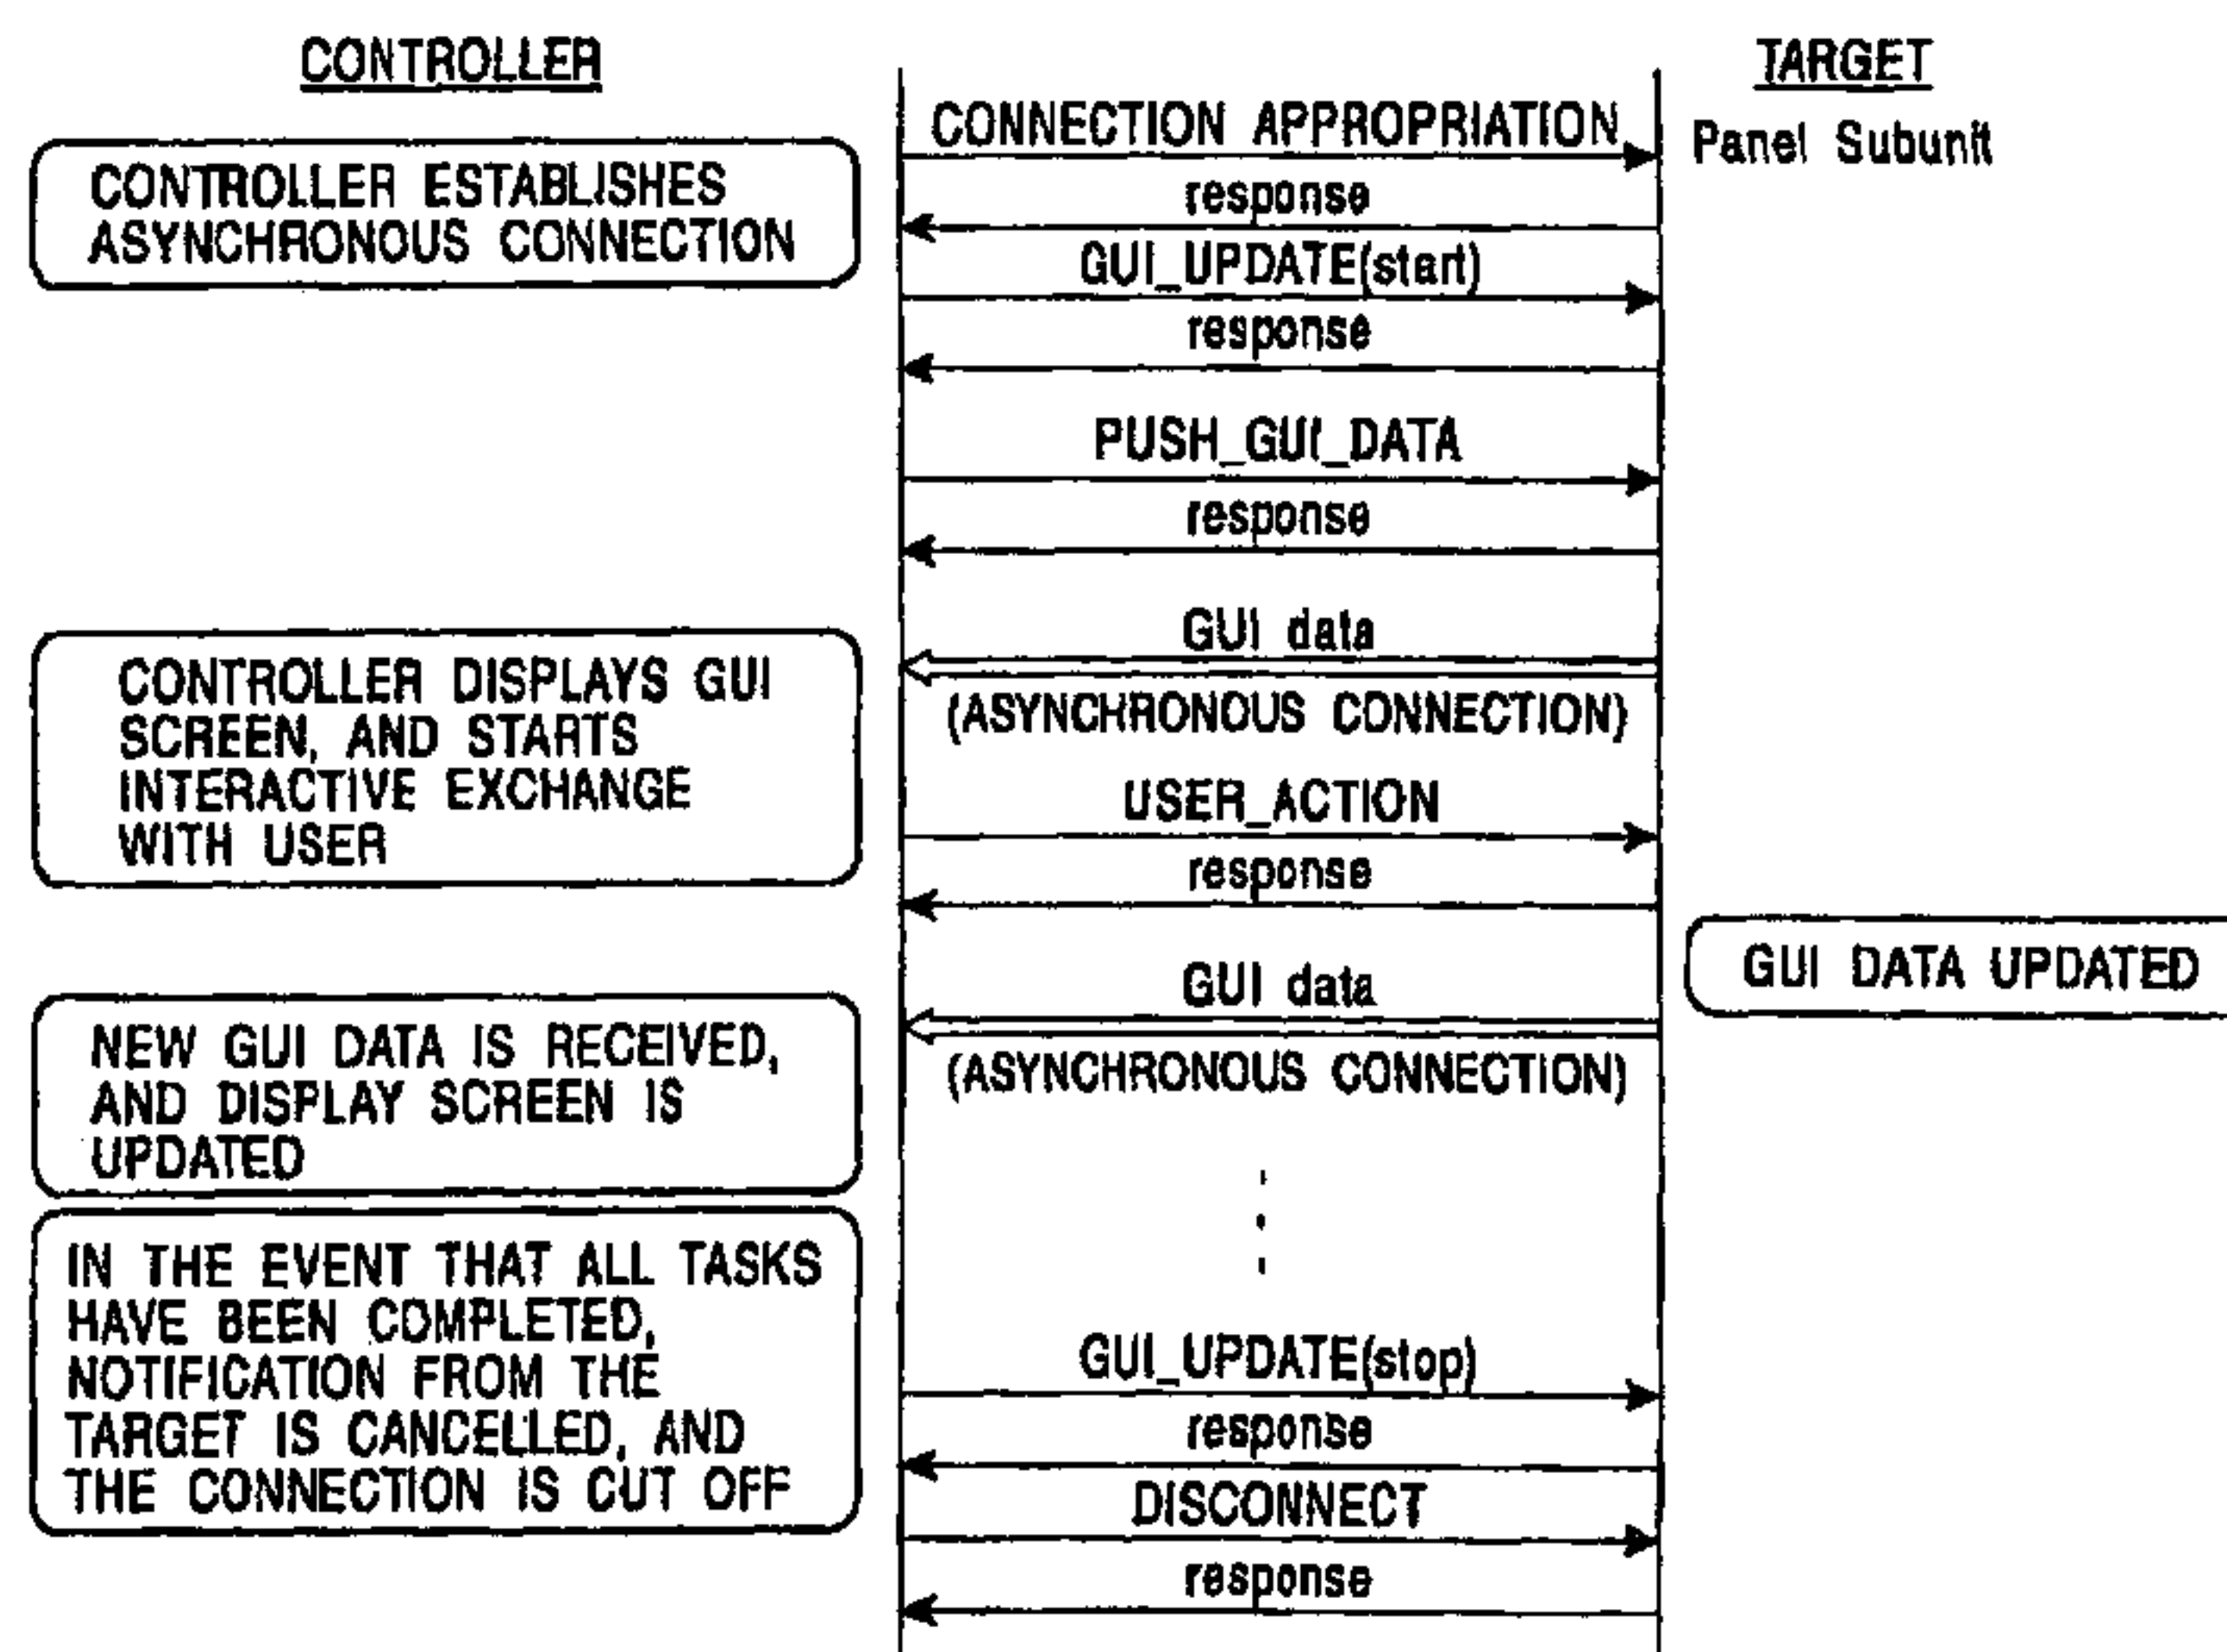 CONTROLLER
TARGET
Panel Subunit
CONNECTION APPROPRIATION
CONTROLLER ESTABLISHES
ASYNCHRONOUS CONNECTION
response
GUI_UPDATE(start)
response
PUSH_GUI_DATA
response
GUI data
(ASYNCHRONOUS CONNECTION)
CONTROLLER DISPLAYS GUI
SCREEN, AND STARTS
INTERACTIVE EXCHANGE
WITH USER
USER_ACTION
response
GUI DATA UPDATED
GUI data
(ASYNCHRONOUS CONNECTION)
NEW GUI DATA IS RECEIVED,
AND DISPLAY SCREEN IS
UPDATED
IN THE EVENT THAT ALL TASKS
HAVE BEEN COMPLETED,
NOTIFICATION FROM THE
TARGET IS CANCELLED, AND
THE CONNECTION IS CUT OFF
GUI_UPDATE(stop)
response
DISCONNECT
response